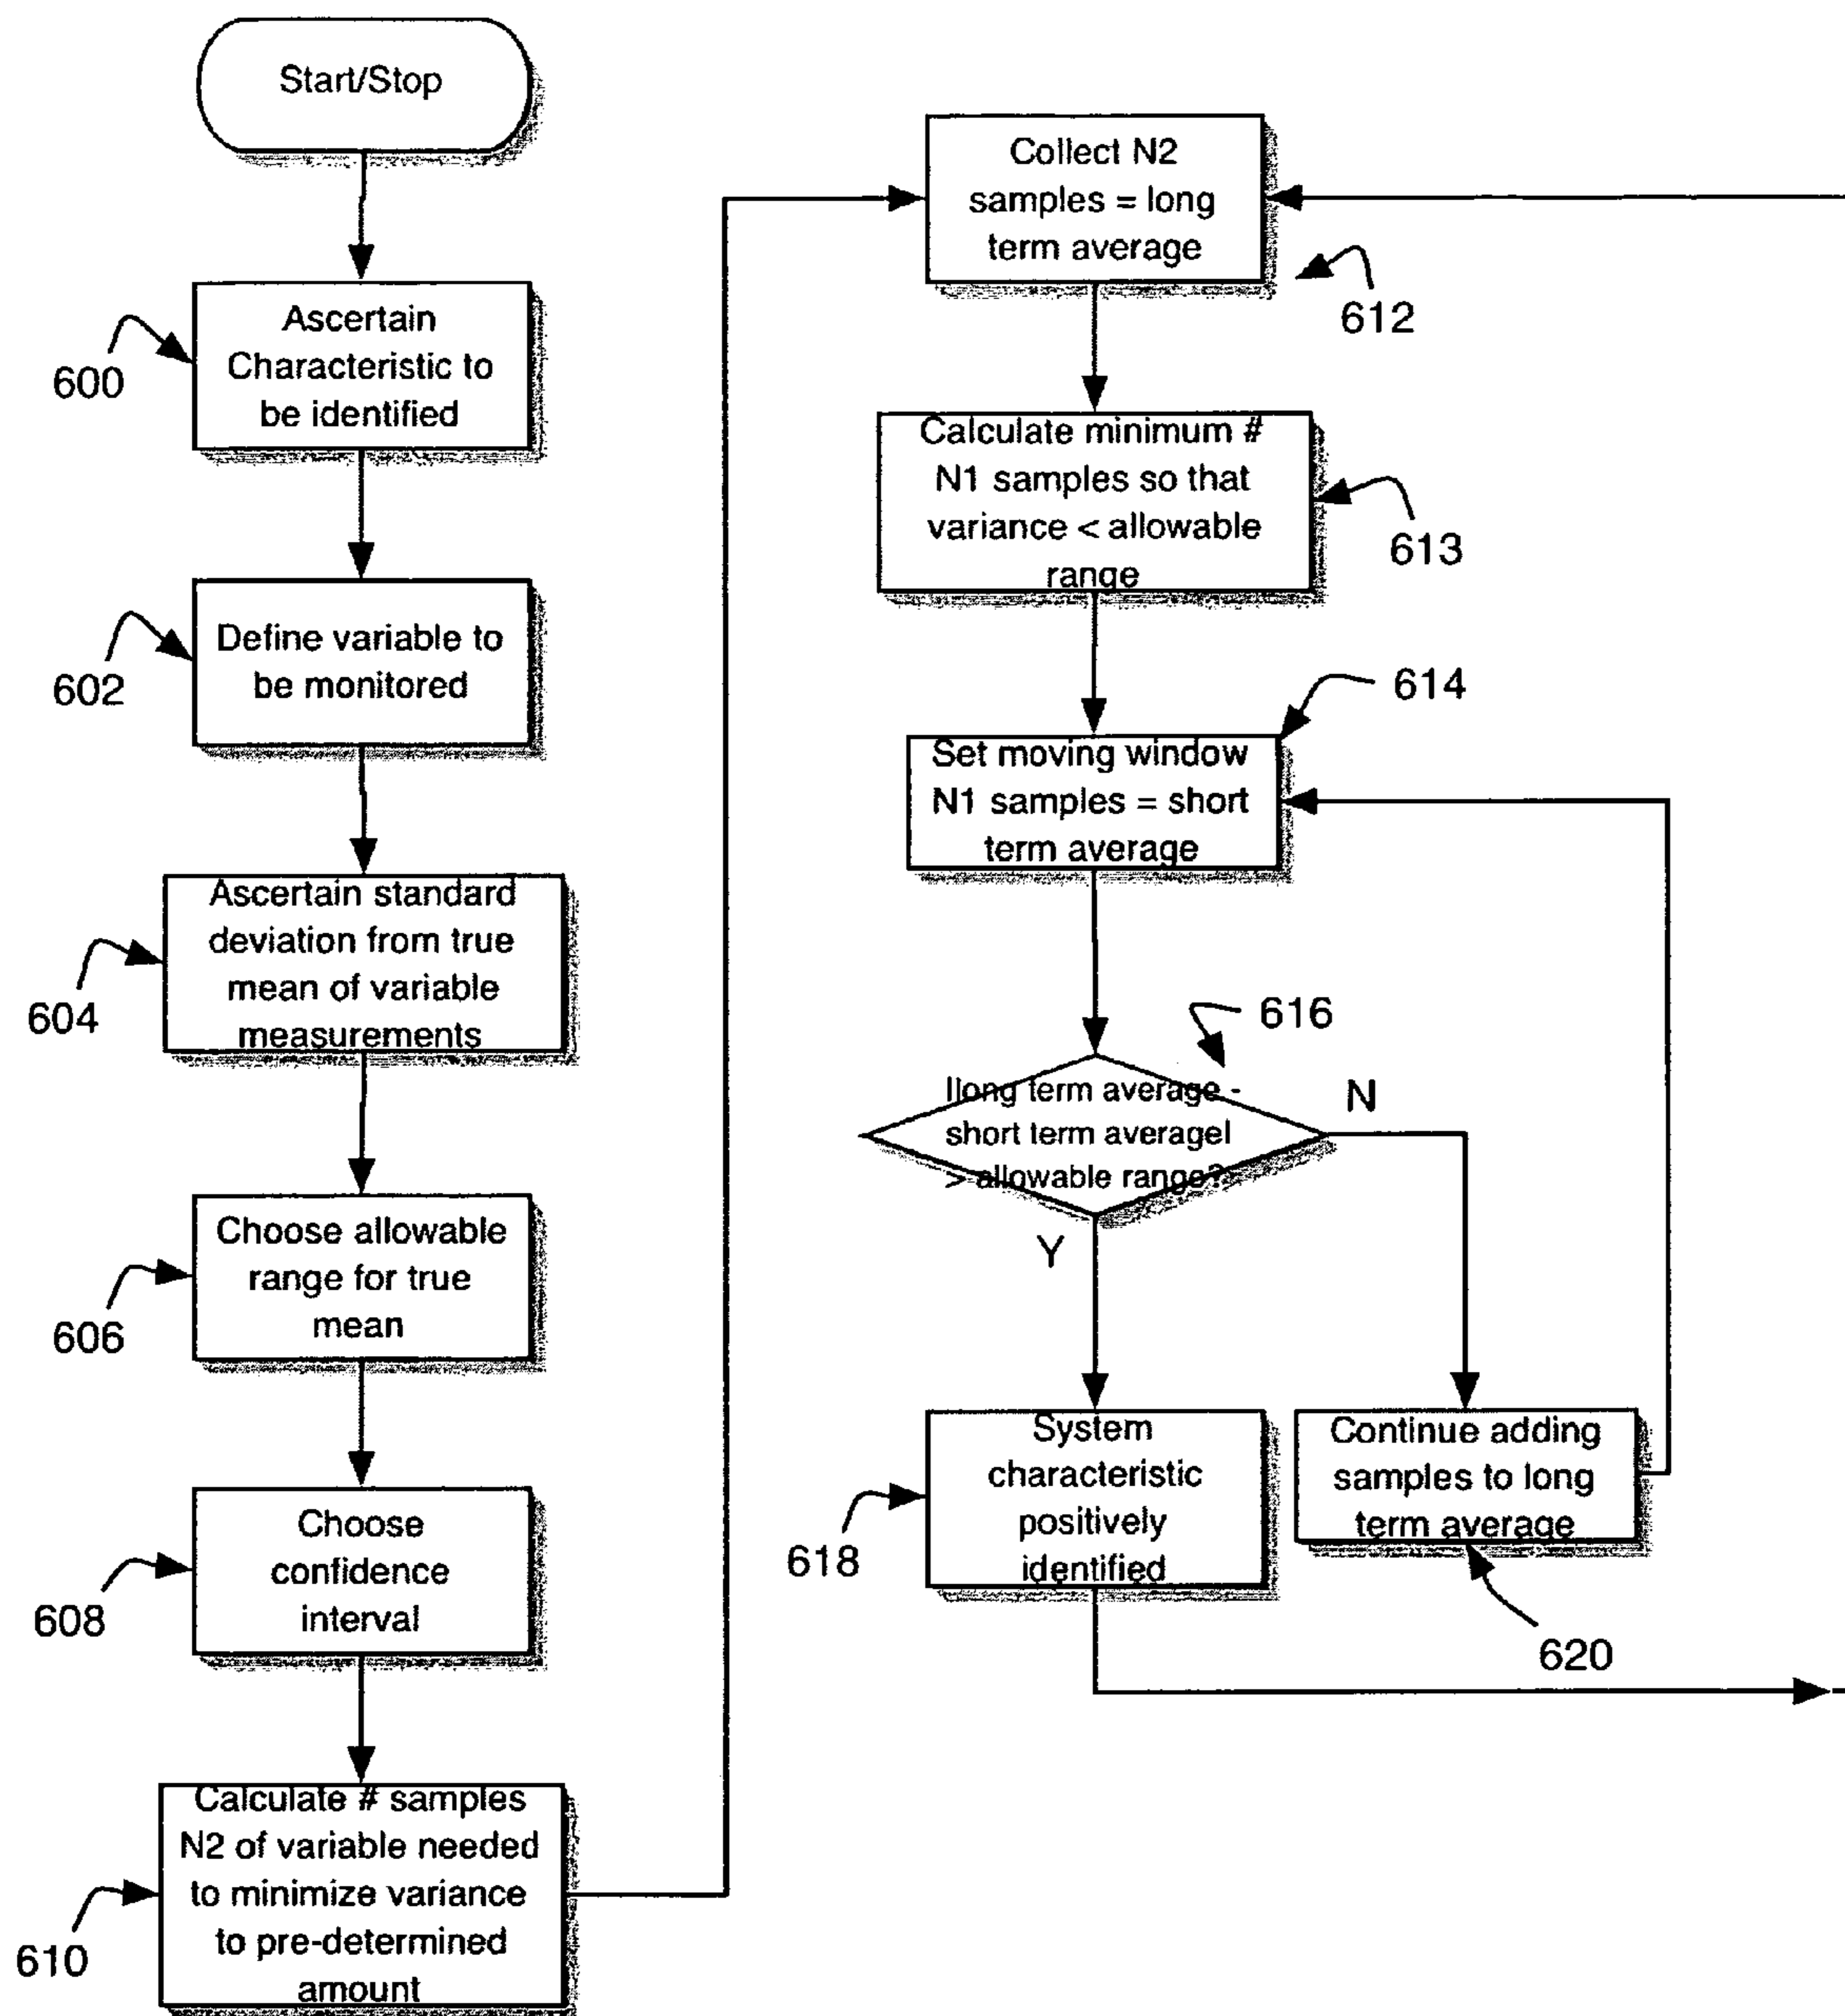 Start/Stop
Ascertain
Characteristic to
be identified
600
Define variable to
be monitored
602
Ascertain standard
deviation from true
mean of variable
measurements
604
Choose allowable
range for true
mean
606
Choose
confidence
interval
608
Calculate # samples
N2 of variable needed
to minimize variance
to pre-determined
amount
610
Collect N2
samples = long
term average
612
Calculate minimum #
N1 samples so that
variance < allowable
range
613
Set moving window
N1 samples = short
term average
614
|long term average -
short term average|
> allowable range?
616
N
Y
System
characteristic
positively
identified
618
Continue adding
samples to long
term average
620